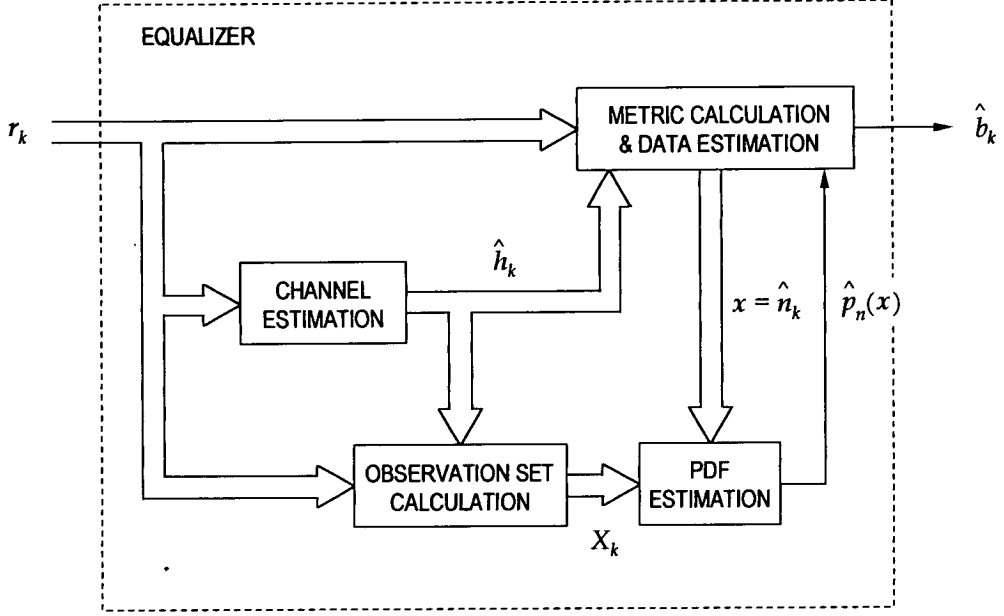 EQUALIZER
r_k
METRIC CALCULATION
& DATA ESTIMATION
b̂_k
ĥ_k
CHANNEL
ESTIMATION
x = n̂_k
p̂_n(x)
OBSERVATION SET
CALCULATION
PDF
ESTIMATION
X_k